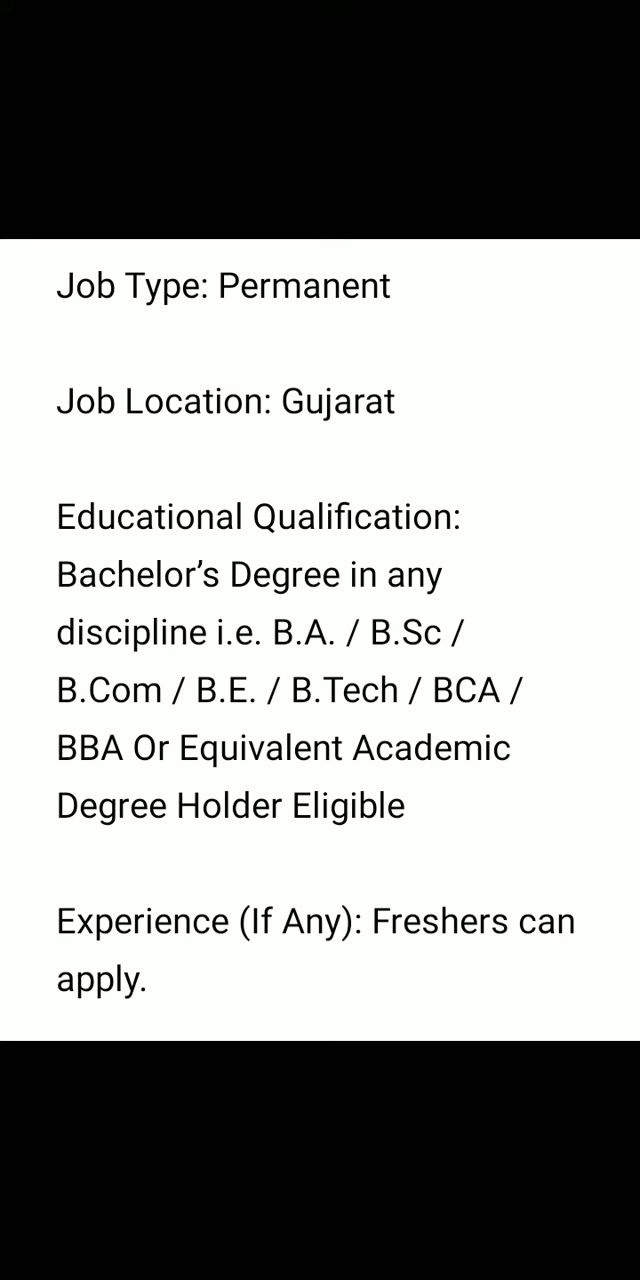 Job Type: Permanent
Job Location: Gujarat
Educational Qualification:
Bachelor’s Degree in any
discipline i.e. B.A. / B.Sc /
B.Com / B.E. / B.Tech / BCA /
BBA Or Equivalent Academic
Degree Holder Eligible
Experience (If Any): Freshers can
apply.